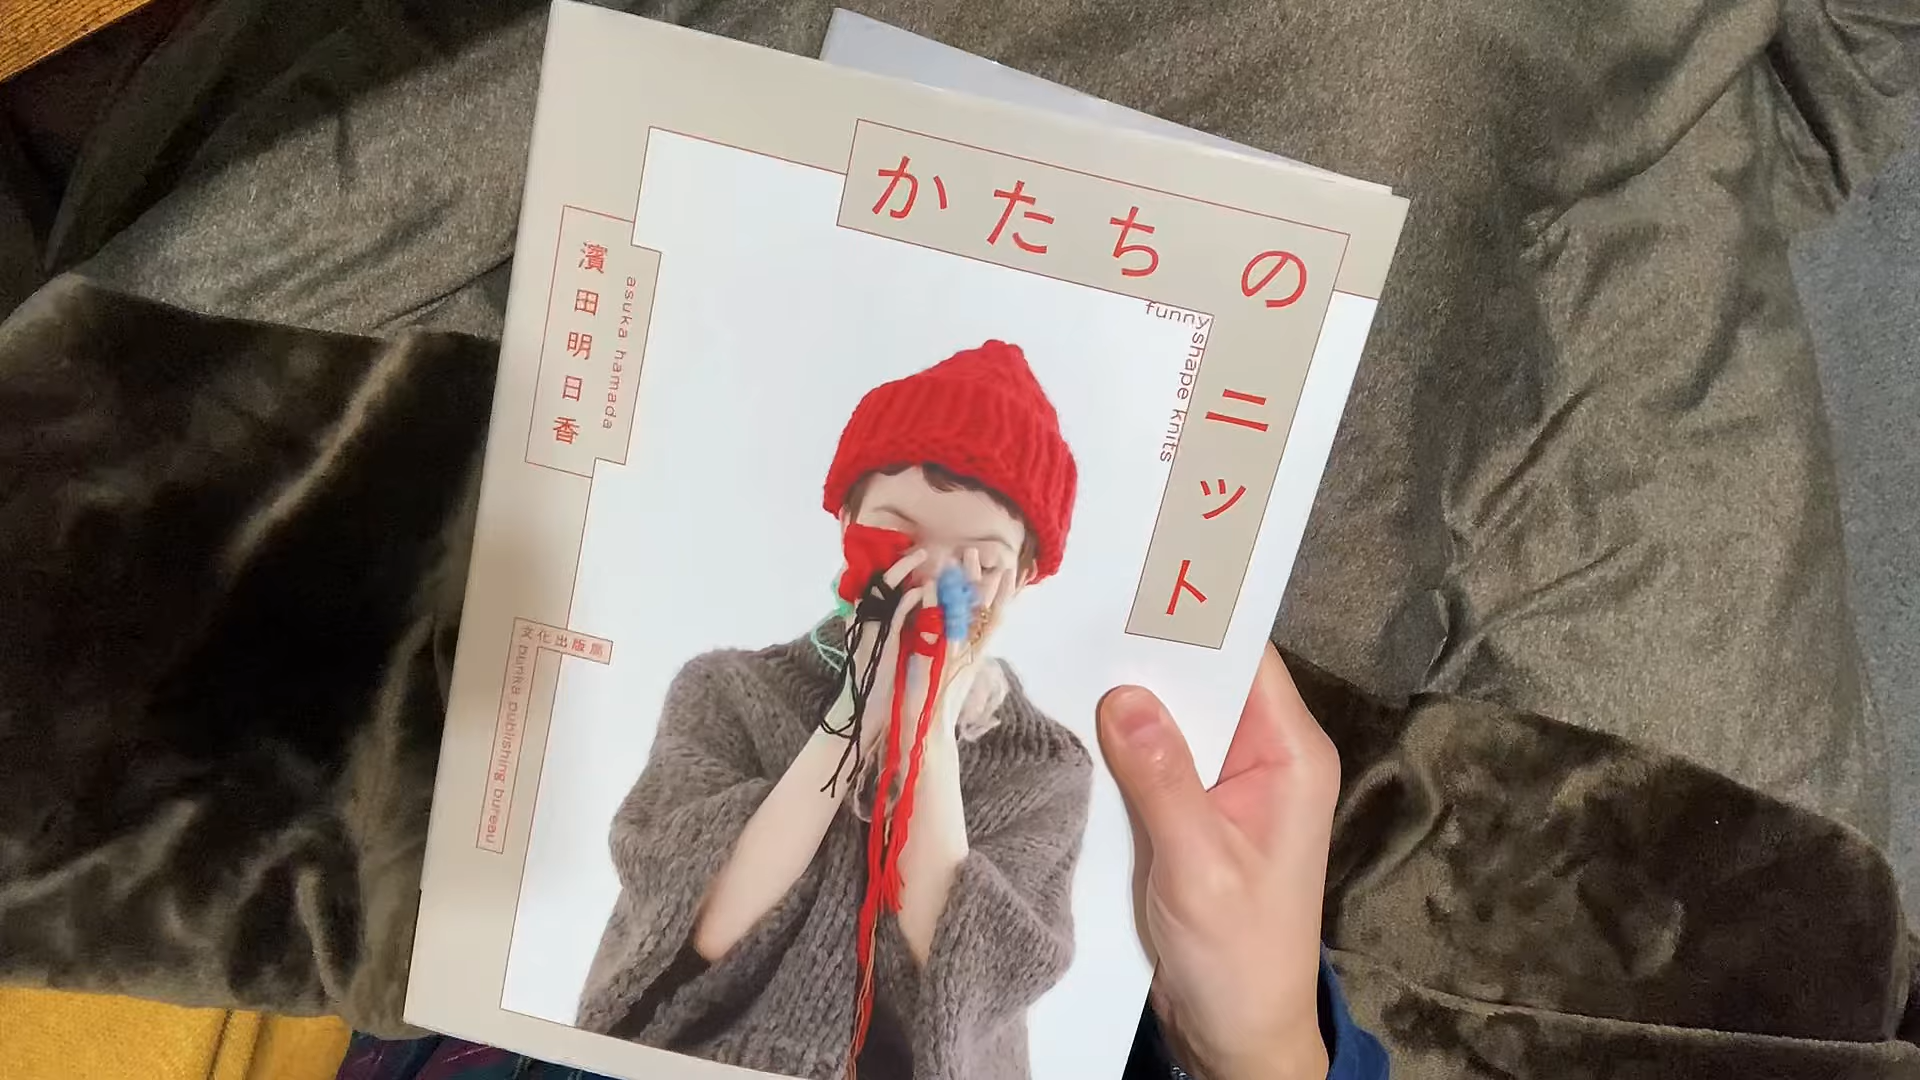 かたちの
ニット
funny shape knits
濱田明日香
asuka hamada
文化出版局
bunka publishing bureau